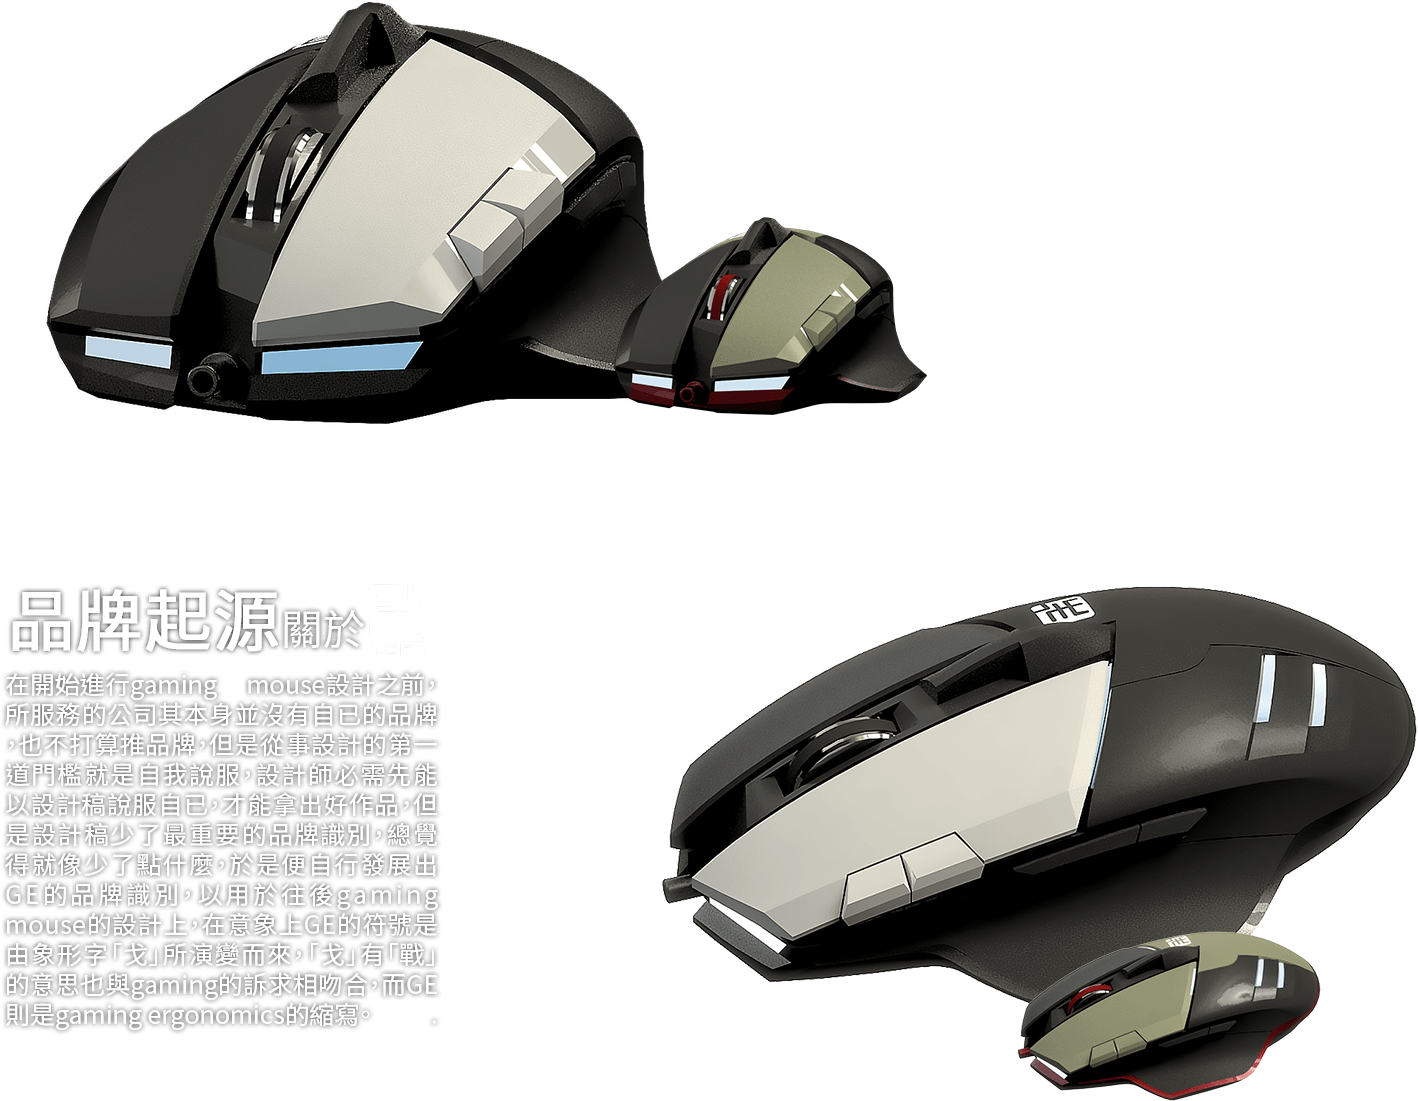 品牌起源關於
在開始進行gaming mouse設計之前，
所服務的公司其本身並沒有自已的品牌
，也不打算推品牌，但是從事設計的第一
道門檻就是自我說服，設計師必需先能
以設計稿說服自已，才能拿出好作品，但
是設計稿少了最重要的品牌識別，總覺
得就像少了點什麼，於是便自行發展出
GE的品牌識別，以用於往後gaming
mouse的設計上，在意象上GE的符號是
由象形字「戈」所演變而來，「戈」有「戰」
的意思也與gaming的訴求相吻合，而GE
則是gaming ergonomics的縮寫。 .